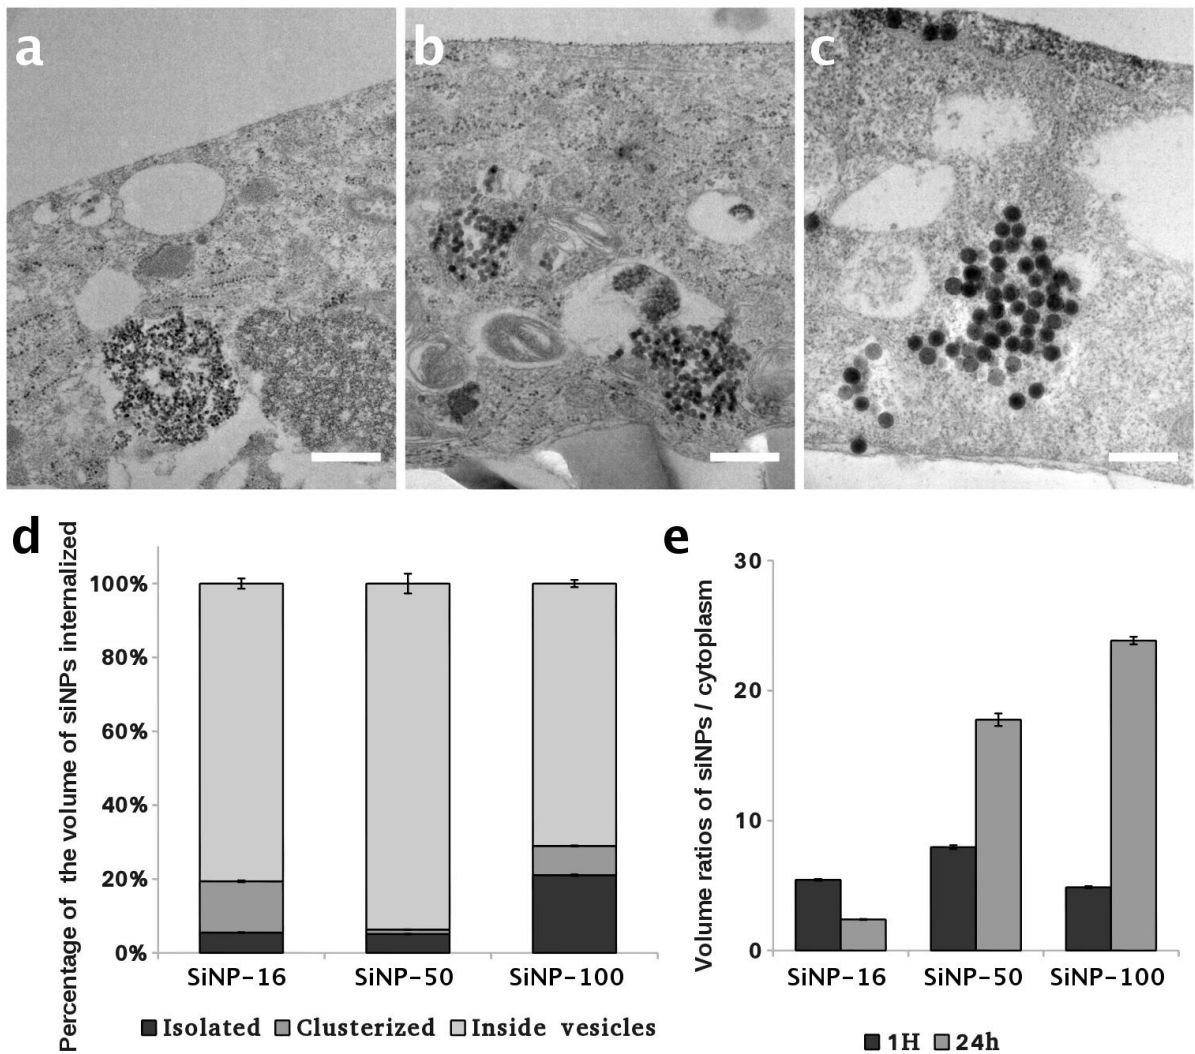 a
b
c
d
Percentage of the volume of siNPs internalized
100%
80%
60%
40%
20%
0%
SiNP-16
SiNP-50
SiNP-100
Isolated
Clusterized
Inside vesicles
e
Volume ratios of siNPs / cytoplasm
30
20
10
0
SiNP-16
SiNP-50
SiNP-100
1H
24h